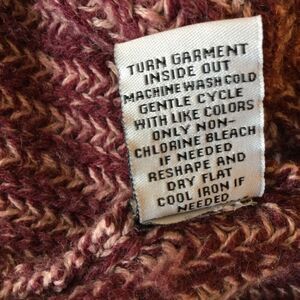 TURN GARMENT
INSIDE OUT
MACHINE WASH COLD
GENTLE CYCLE
WITH LIKE COLORS
ONLY NON-
CHLORINE BLEACH
IF NEEDED
RESHAPE AND
DRY FLAT
COOL IRON IF
NEEDED